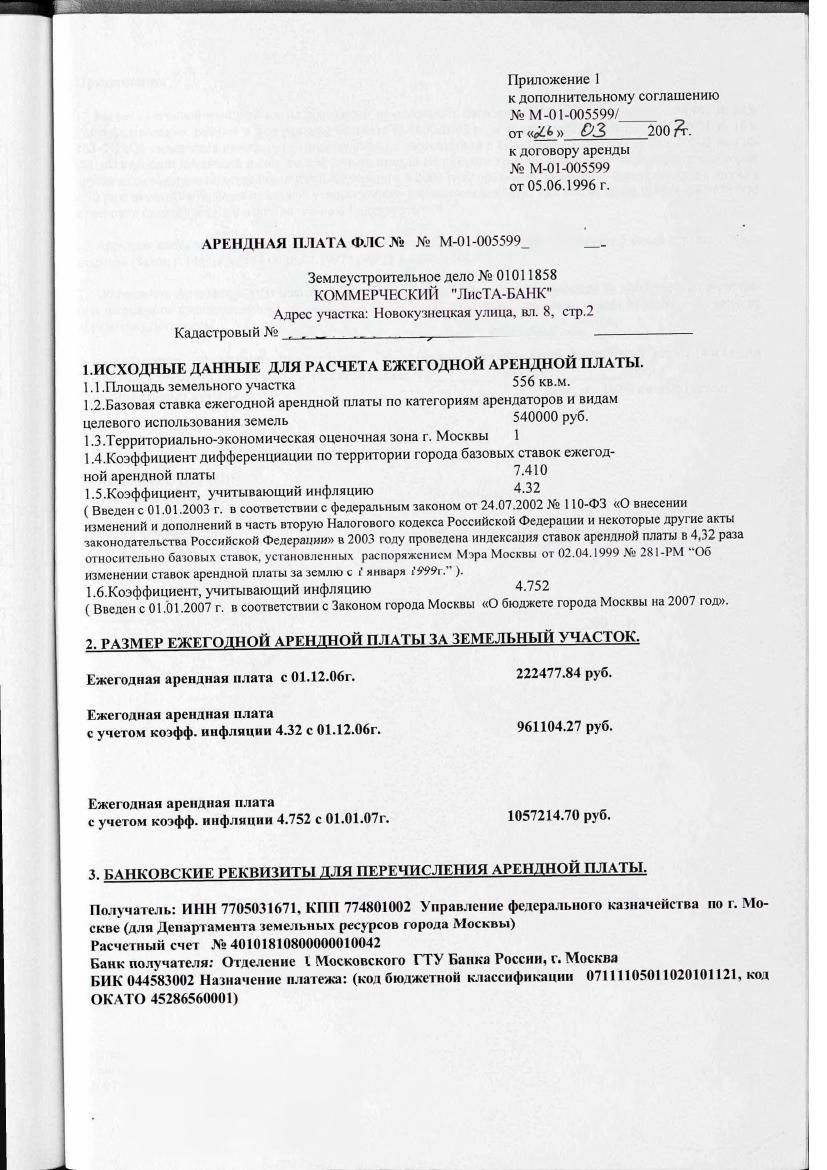 Приложение 1
к дополнительному соглашению
№ М-01-005599/_____
от «26» 03 2007г.
к договору аренды
№ М-01-005599
от 05.06.1996 г.
АРЕНДНАЯ ПЛАТА ФЛС № № М-01-005599_ __-
Землеустроительное дело № 01011858
КОММЕРЧЕСКИЙ "ЛисТА-БАНК"
Адрес участка: Новокузнецкая улица, вл. 8, стр.2
Кадастровый №
1.ИСХОДНЫЕ ДАННЫЕ ДЛЯ РАСЧЕТА ЕЖЕГОДНОЙ АРЕНДНОЙ ПЛАТЫ.
1.1.Площадь земельного участка 556 кв.м.
1.2.Базовая ставка ежегодной арендной платы по категориям арендаторов и видам
целевого использования земель 540000 руб.
1.3.Территориально-экономическая оценочная зона г. Москвы 1
1.4.Коэффициент дифференциации по территории города базовых ставок ежегод-
ной арендной платы 7.410
1.5.Коэффициент, учитывающий инфляцию 4.32
( Введен с 01.01.2003 г. в соответствии с федеральным законом от 24.07.2002 № 110-ФЗ «О внесении
изменений и дополнений в часть вторую Налогового кодекса Российской Федерации и некоторые другие акты
законодательства Российской Федерации» в 2003 году проведена индексация ставок арендной платы в 4,32 раза
относительно базовых ставок, установленных распоряжением Мэра Москвы от 02.04.1999 № 281-РМ “Об
изменении ставок арендной платы за землю с 1 января 1999г.” ).
1.6.Коэффициент, учитывающий инфляцию 4.752
( Введен с 01.01.2007 г. в соответствии с Законом города Москвы «О бюджете города Москвы на 2007 год».
2. РАЗМЕР ЕЖЕГОДНОЙ АРЕНДНОЙ ПЛАТЫ ЗА ЗЕМЕЛЬНЫЙ УЧАСТОК.
Ежегодная арендная плата с 01.12.06г. 222477.84 руб.
Ежегодная арендная плата
с учетом коэфф. инфляции 4.32 с 01.12.06г. 961104.27 руб.
Ежегодная арендная плата
с учетом коэфф. инфляции 4.752 с 01.01.07г. 1057214.70 руб.
3. БАНКОВСКИЕ РЕКВИЗИТЫ ДЛЯ ПЕРЕЧИСЛЕНИЯ АРЕНДНОЙ ПЛАТЫ.
Получатель: ИНН 7705031671, КПП 774801002 Управление федерального казначейства по г. Мо-
скве (для Департамента земельных ресурсов города Москвы)
Расчетный счет № 40101810800000010042
Банк получателя: Отделение 1 Московского ГТУ Банка России, г. Москва
БИК 044583002 Назначение платежа: (код бюджетной классификации 07111105011020101121, код
ОКАТО 45286560001)